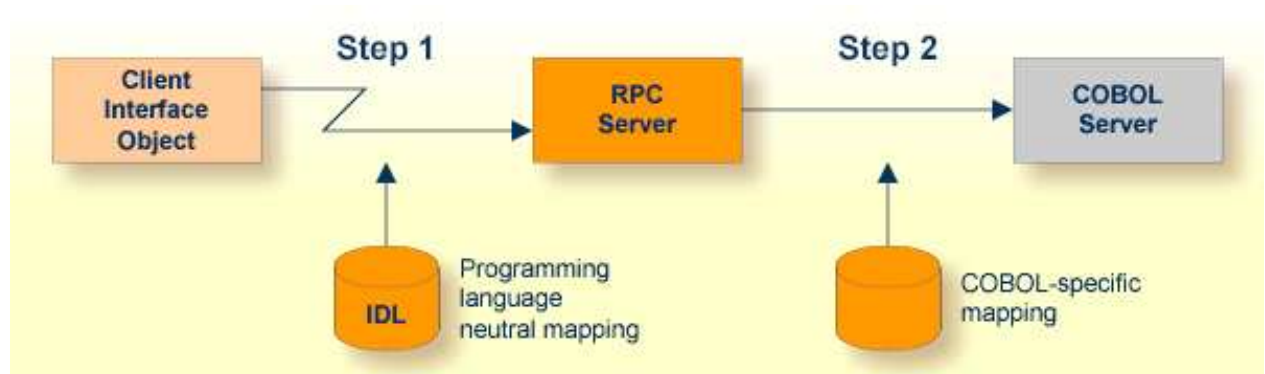 Step 1
Step 2
Client
Interface
Object
RPC
Server
COBOL
Server
IDL
Programming
language
neutral mapping
COBOL-specific
mapping